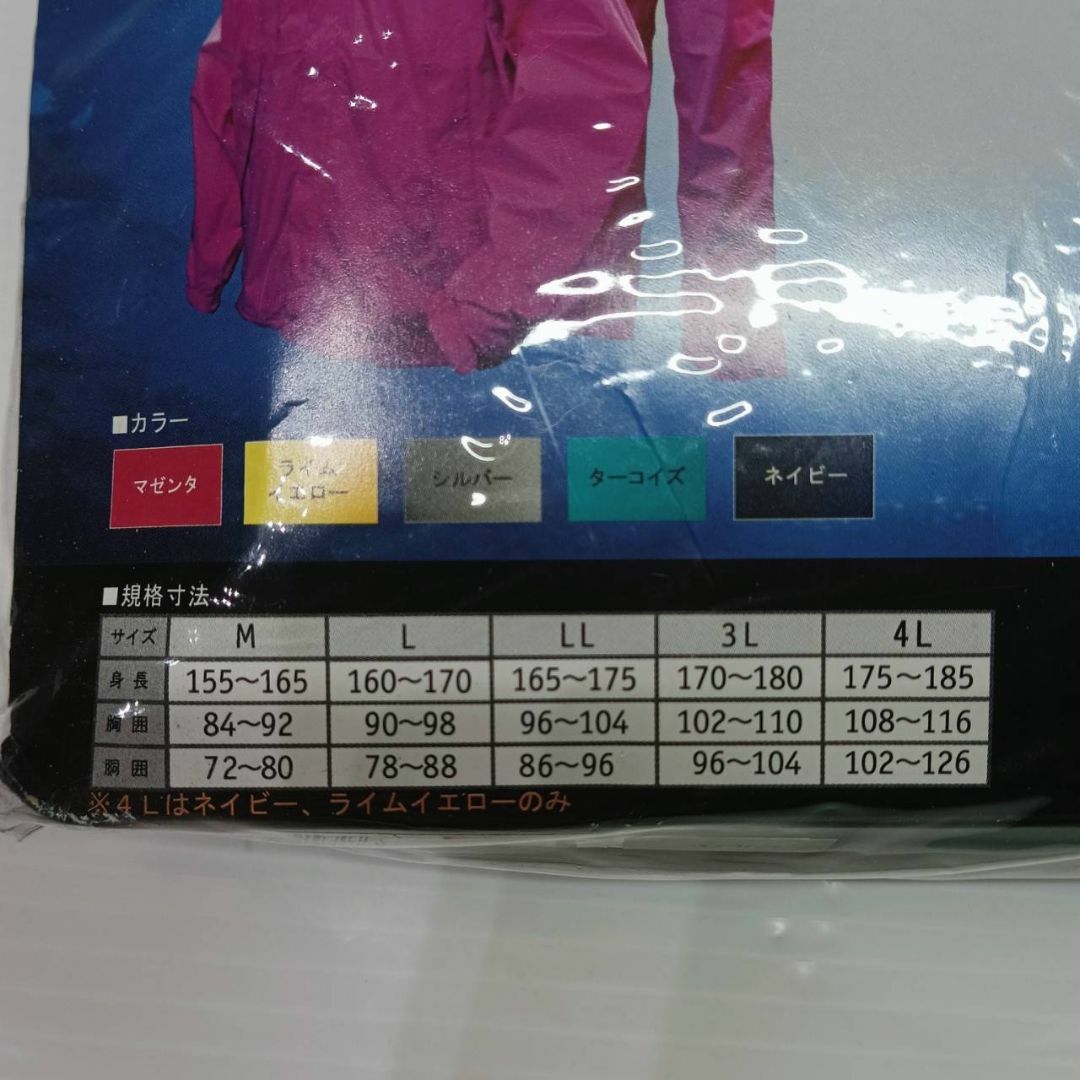 ■カラー
マゼンタ
ライム
イエロー
シルバー
ターコイズ
ネイビー
■規格寸法
サイズ M L LL 3L 4L
身長 155〜165 160〜170 165〜175 170〜180 175〜185
胸囲 84〜92 90〜98 96〜104 102〜110 108〜116
胴囲 72〜80 78〜88 86〜96 96〜104 102〜126
※4Lはネイビー、ライムイエローのみ